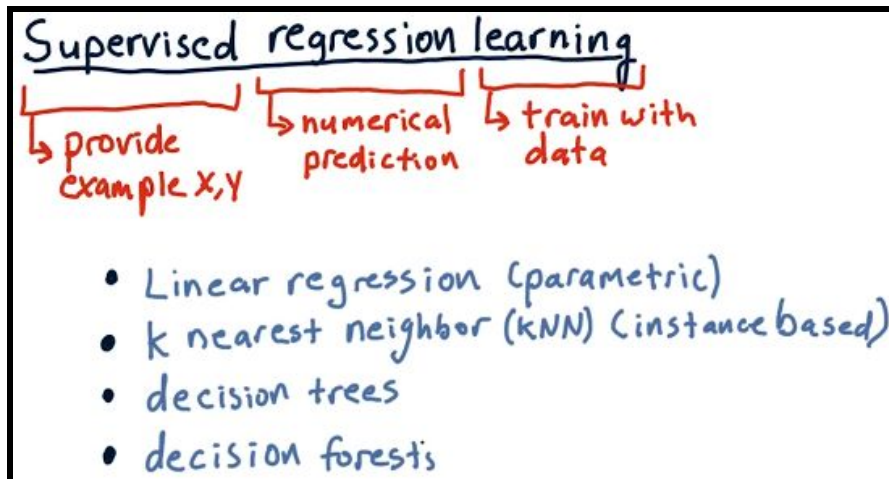 Supervised regression learning
provide
example X,Y
numerical
prediction
train with
data
• Linear regression (parametric)
• k nearest neighbor (KNN) (instance based)
• decision trees
• decision forests